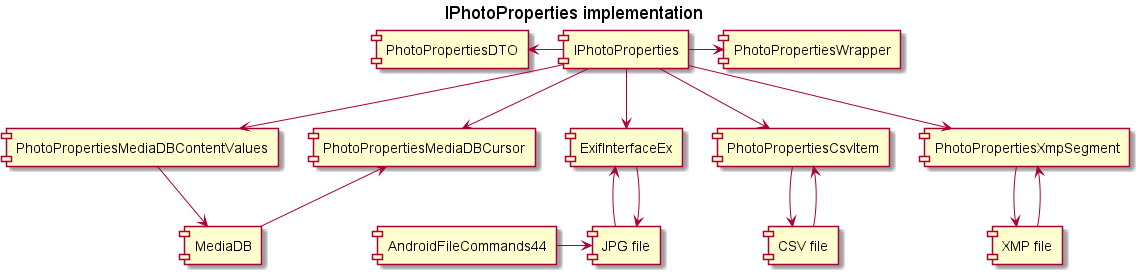 IPhotoProperties implementation
PhotoPropertiesDTO
IPhotoProperties
PhotoPropertiesWrapper
PhotoPropertiesMediaDBContentValues
PhotoPropertiesMediaDBCursor
ExifInterfaceEx
PhotoPropertiesCsvItem
PhotoPropertiesXmpSegment
MediaDB
AndroidFileCommands44
JPG file
CSV file
XMP file